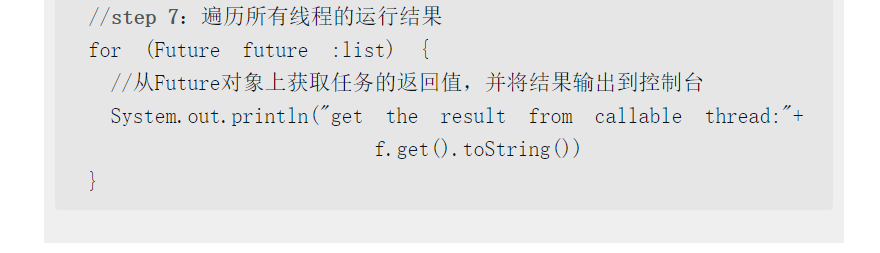 //step 7：遍历所有线程的运行结果
for (Future future :list) {
//从Future对象上获取任务的返回值，并将结果输出到控制台
System.out.println("get the result from callable thread:"+
f.get().toString())
}